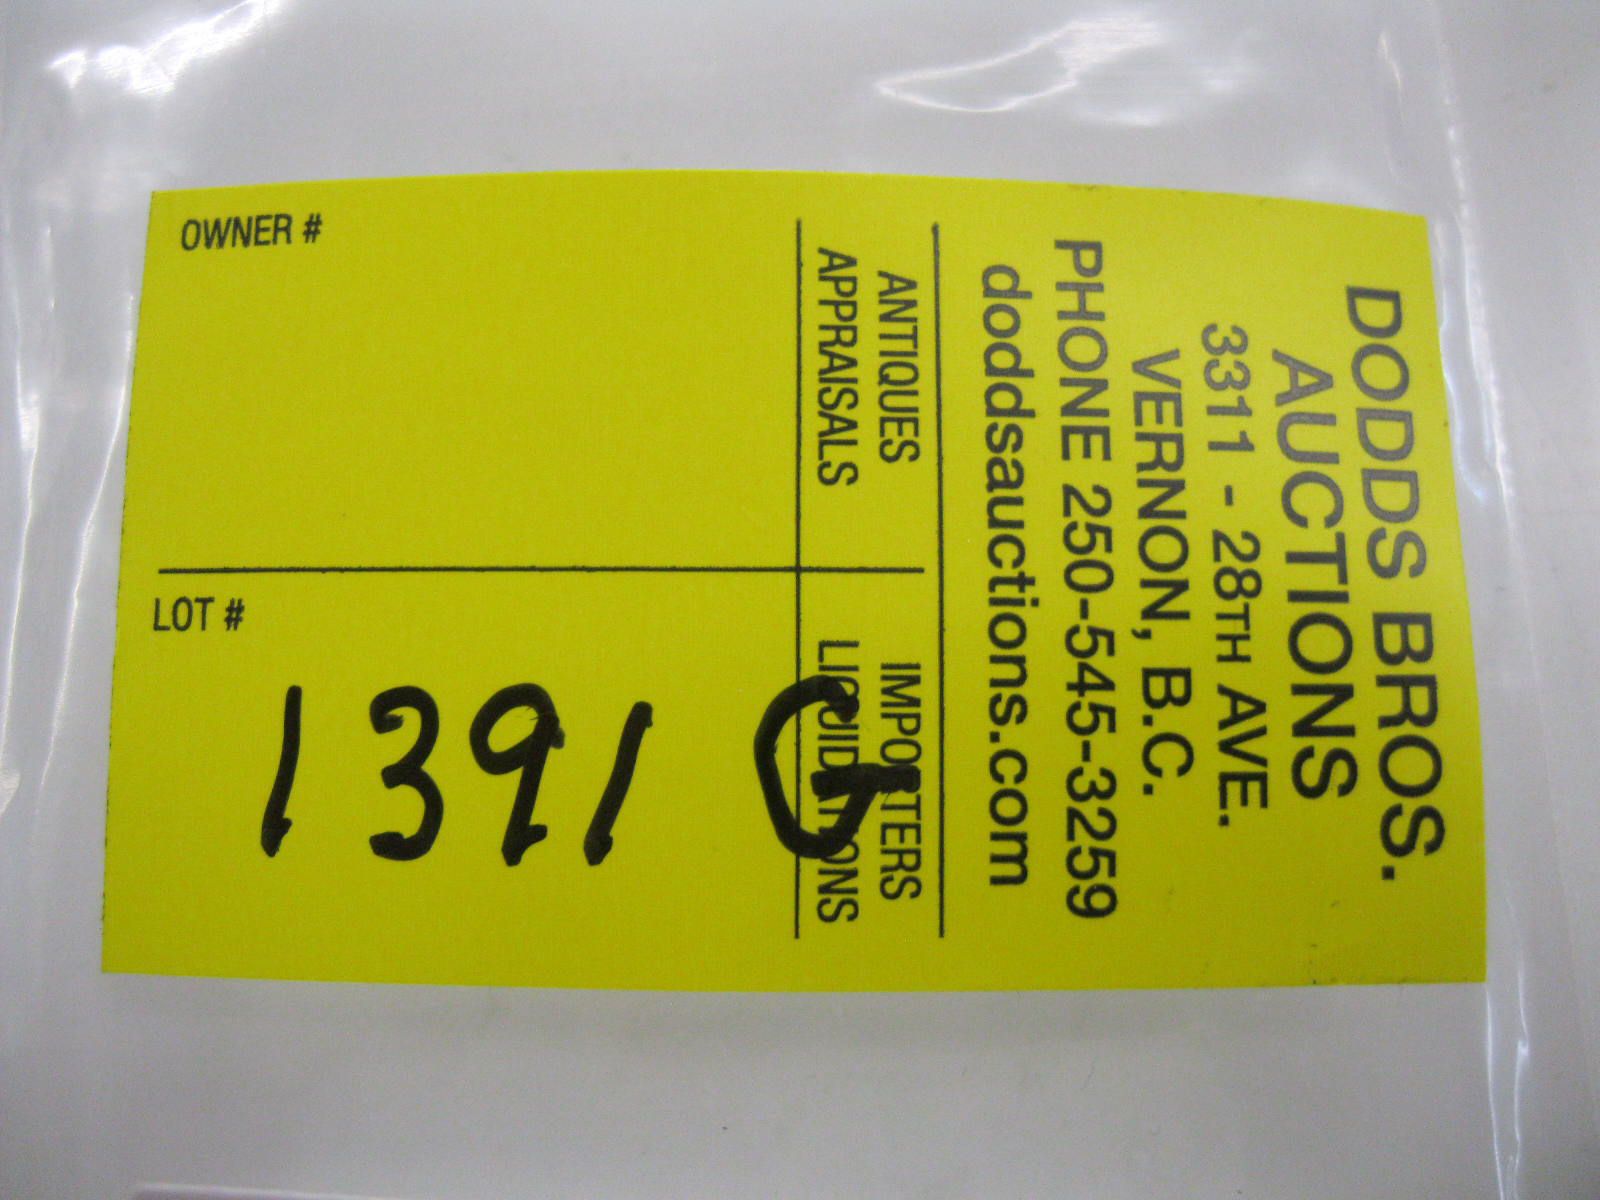 DODDS BROS.
AUCTIONS
3311 - 28TH AVE.
VERNON, B.C.
PHONE 250-545-3259
doddsauctions.com
ANTIQUES
APPRAISALS
IMPORTERS
LIQUIDATIONS
OWNER #
LOT #
1391 G